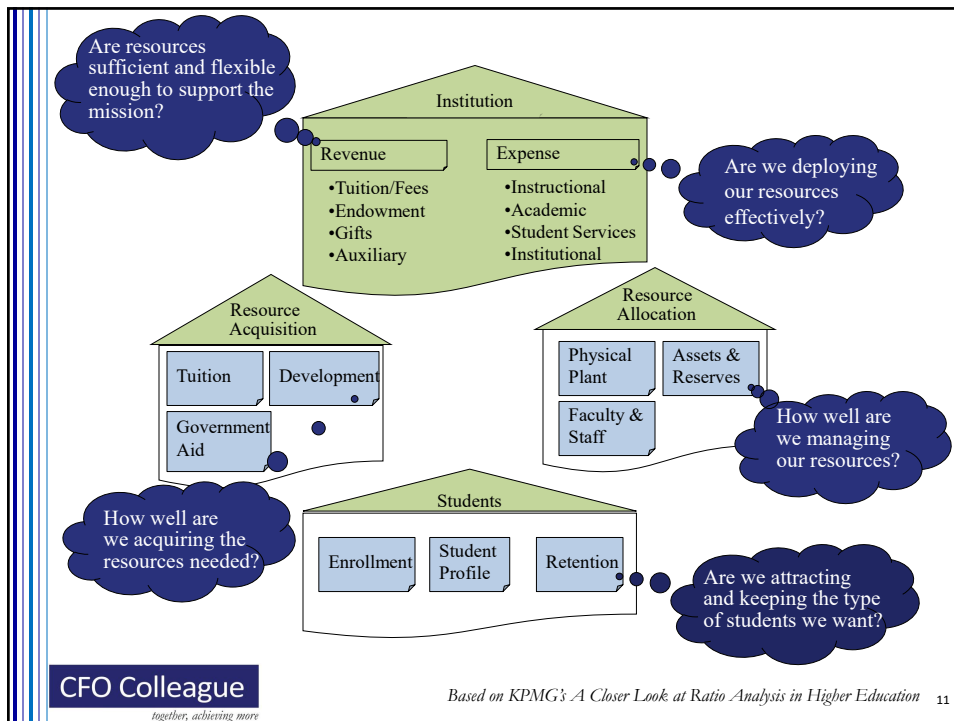 Are resources
sufficient and flexible
enough to support the
mission?
Institution
Revenue
Expense
•Tuition/Fees
•Endowment
•Gifts
•Auxiliary
•Instructional
•Academic
•Student Services
•Institutional
Are we deploying
our resources
effectively?
Resource
Acquisition
Tuition
Development
Government
Aid
Resource
Allocation
Physical
Plant
Assets &
Reserves
Faculty &
Staff
How well are
we managing
our resources?
How well are
we acquiring the
resources needed?
Students
Enrollment
Student
Profile
Retention
Are we attracting
and keeping the type
of students we want?
CFO Colleague
together, achieving more
Based on KPMG's A Closer Look at Ratio Analysis in Higher Education
11